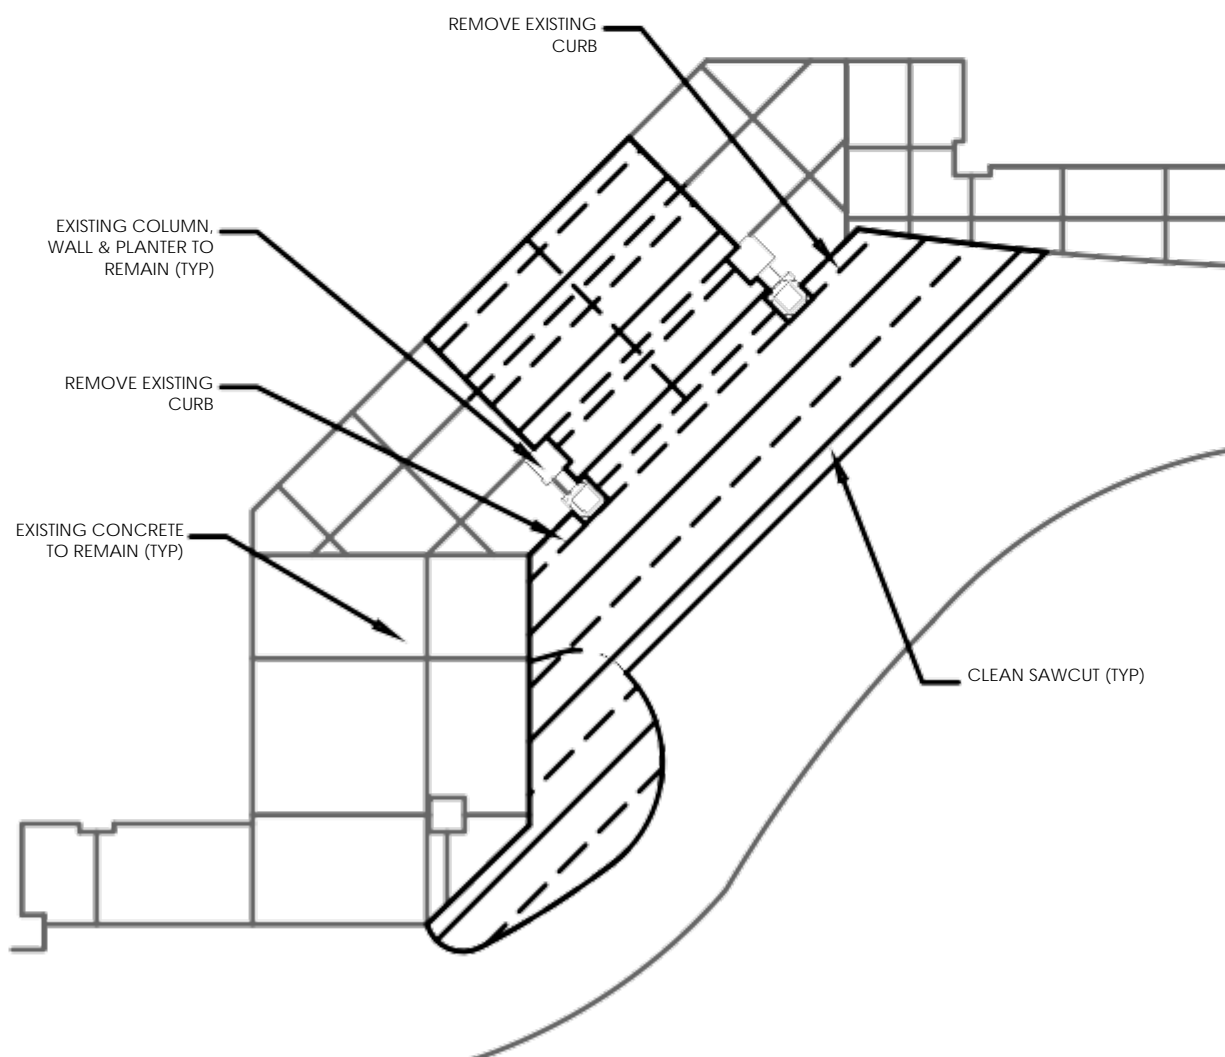 REMOVE EXISTING
CURB
EXISTING COLUMN,
WALL & PLANTER TO
REMAIN (TYP)
REMOVE EXISTING
CURB
EXISTING CONCRETE
TO REMAIN (TYP)
CLEAN SAWCUT (TYP)